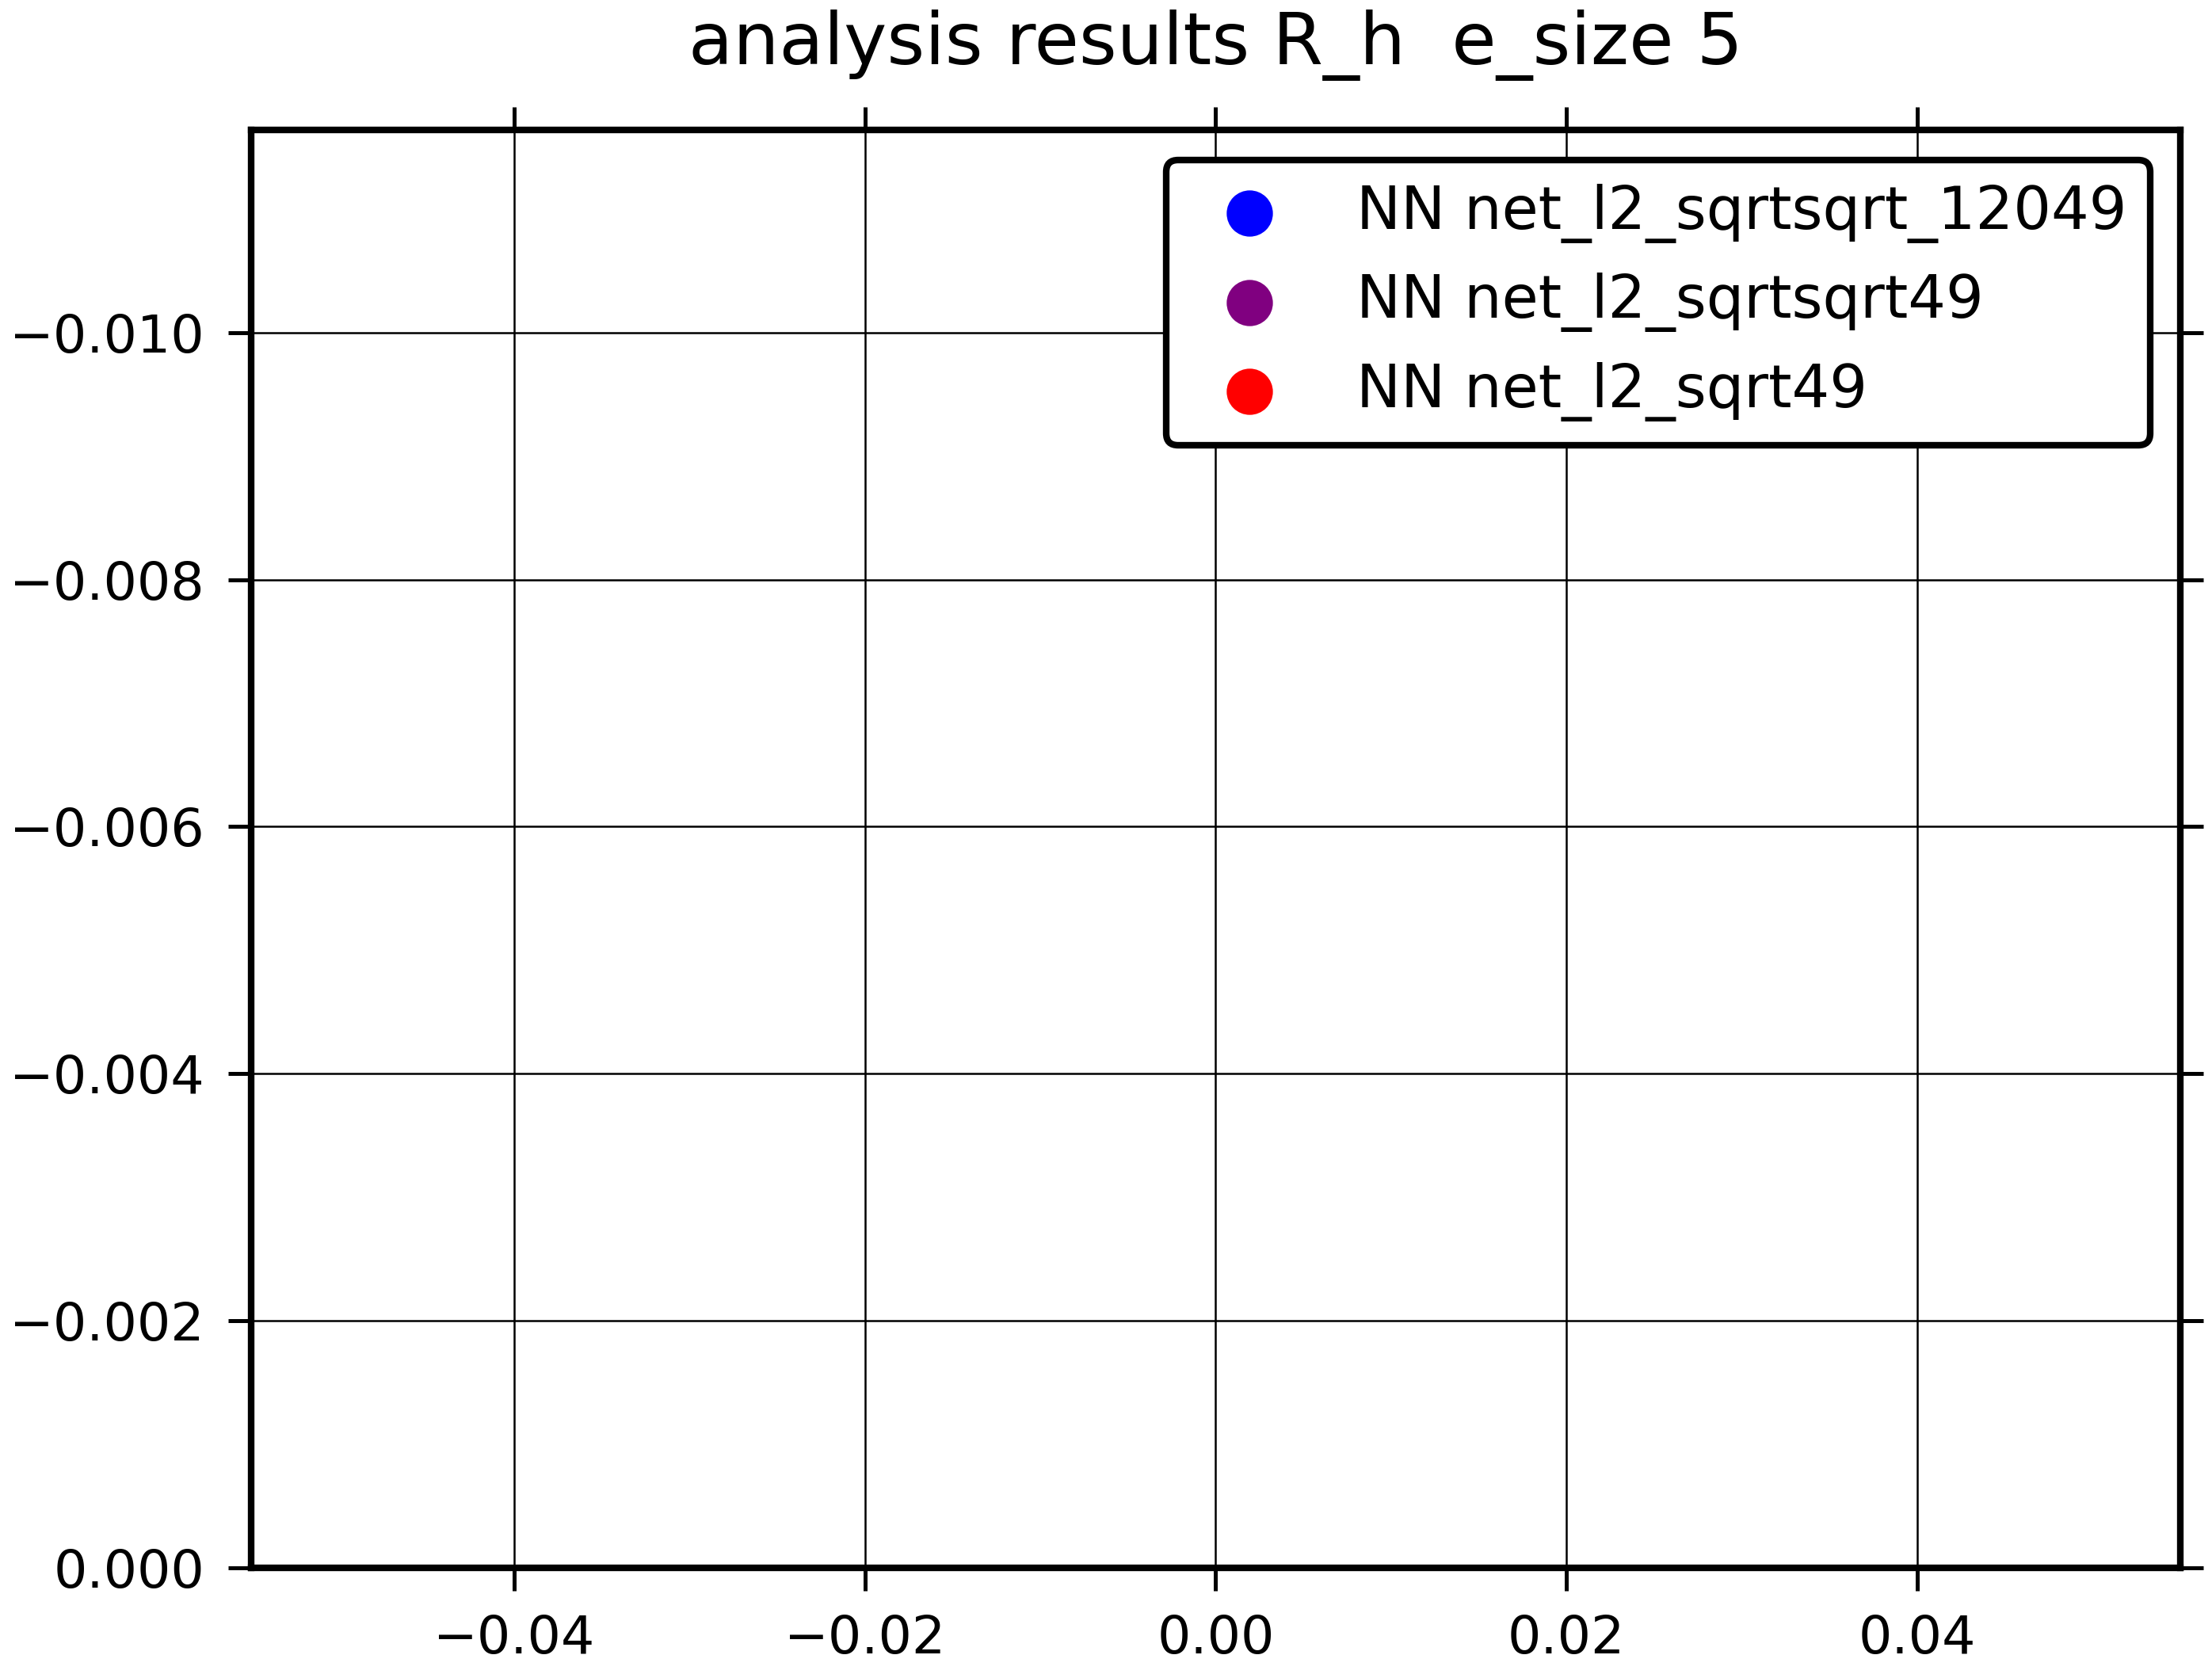 analysis results R_h  e_size 5
NN net_l2_sqrtsqrt_12049
NN net_l2_sqrtsqrt49
NN net_l2_sqrt49
−0.010
−0.008
−0.006
−0.004
−0.002
0.000
−0.04 −0.02 0.00 0.02 0.04